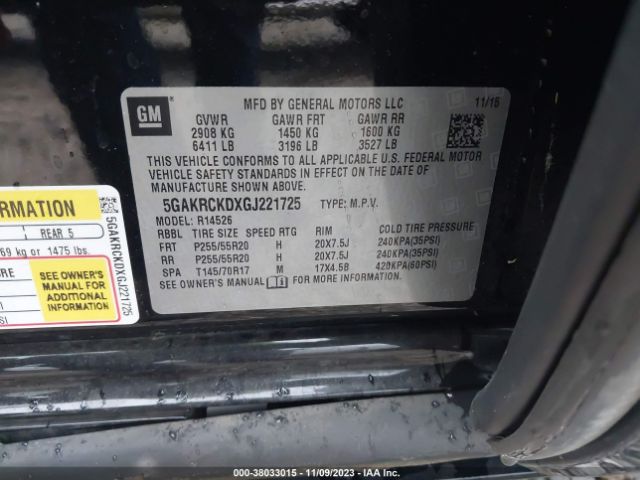 GM
MFD BY GENERAL MOTORS LLC 11/15
GVWR GAWR FRT GAWR RR
2908 KG 1450 KG 1600 KG
6411 LB 3196 LB 3527 LB
THIS VEHICLE CONFORMS TO ALL APPLICABLE U.S. FEDERAL MOTOR
VEHICLE SAFETY STANDARDS IN EFFECT ON THE DATE OF
MANUFACTURE SHOWN ABOVE.
5GAKRCKDXGJ221725 TYPE: M.P.V.
MODEL: R14526
RBBL TIRE SIZE SPEED RTG RIM COLD TIRE PRESSURE
FRT P255/55R20 H 20X7.5J 240KPA(35PSI)
RR P255/55R20 H 20X7.5J 240KPA(35PSI)
SPA T145/70R17 M 17X4.5B 420KPA(60PSI)
SEE OWNER'S MANUAL FOR MORE INFORMATION.
REAR 5
69 kg or 1475 lbs.
SEE OWNER'S
MANUAL FOR
ADDITIONAL
INFORMATION
5GAKRCKDXGJ221725
000-38033015 - 11/09/2023 - IAA Inc.